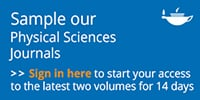 Sample our
Physical Sciences
Journals
>> Sign in here to start your access
to the latest two volumes for 14 days